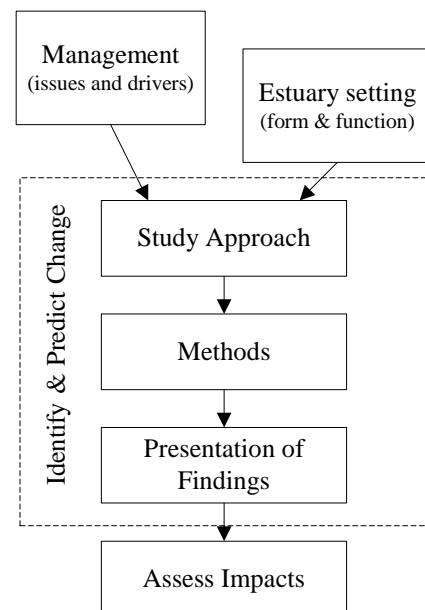 Management
(issues and drivers)
Estuary setting
(form & function)
Identify & Predict Change
Study Approach
Methods
Presentation of
Findings
Assess Impacts